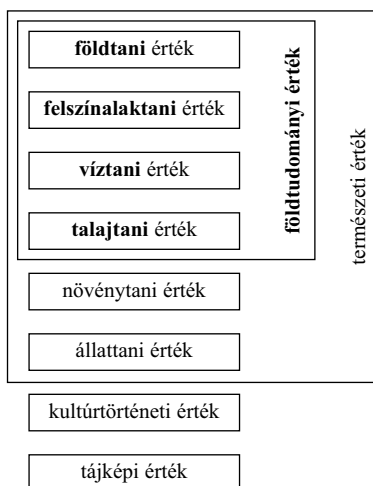 földtani érték
felszínalaktani érték
víztani érték
talajtani érték
földtudományi érték
növénytani érték
állattani érték
természeti érték
kultúrtörténeti érték
tájképi érték